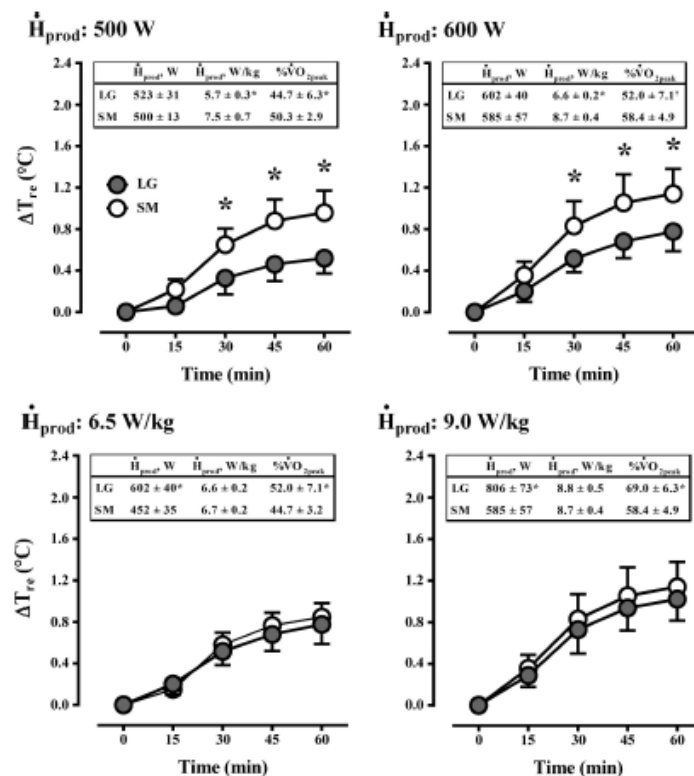 Ḣprod: 500 W
Ḣprod, W Ḣprod, W/kg %V̇O2peak
LG 523 ± 31 5.7 ± 0.3* 44.7 ± 6.3*
SM 500 ± 13 7.5 ± 0.7 50.3 ± 2.9
2.4
2.0
1.6
1.2
0.8
0.4
0.0
ΔTre (°C)
LG
SM
* * *
0 15 30 45 60
Time (min)
Ḣprod: 600 W
Ḣprod, W Ḣprod, W/kg %V̇O2peak
LG 602 ± 40 6.6 ± 0.2* 52.0 ± 7.1*
SM 585 ± 57 8.7 ± 0.4 58.4 ± 4.9
2.4
2.0
1.6
1.2
0.8
0.4
0.0
* * *
0 15 30 45 60
Time (min)
Ḣprod: 6.5 W/kg
Ḣprod, W Ḣprod, W/kg %V̇O2peak
LG 602 ± 40* 6.6 ± 0.2 52.0 ± 7.1*
SM 452 ± 35 6.7 ± 0.2 44.7 ± 3.2
2.4
2.0
1.6
1.2
0.8
0.4
0.0
ΔTre (°C)
0 15 30 45 60
Time (min)
Ḣprod: 9.0 W/kg
Ḣprod, W Ḣprod, W/kg %V̇O2peak
LG 806 ± 73* 8.8 ± 0.5 69.0 ± 6.3*
SM 585 ± 57 8.7 ± 0.4 58.4 ± 4.9
2.4
2.0
1.6
1.2
0.8
0.4
0.0
0 15 30 45 60
Time (min)